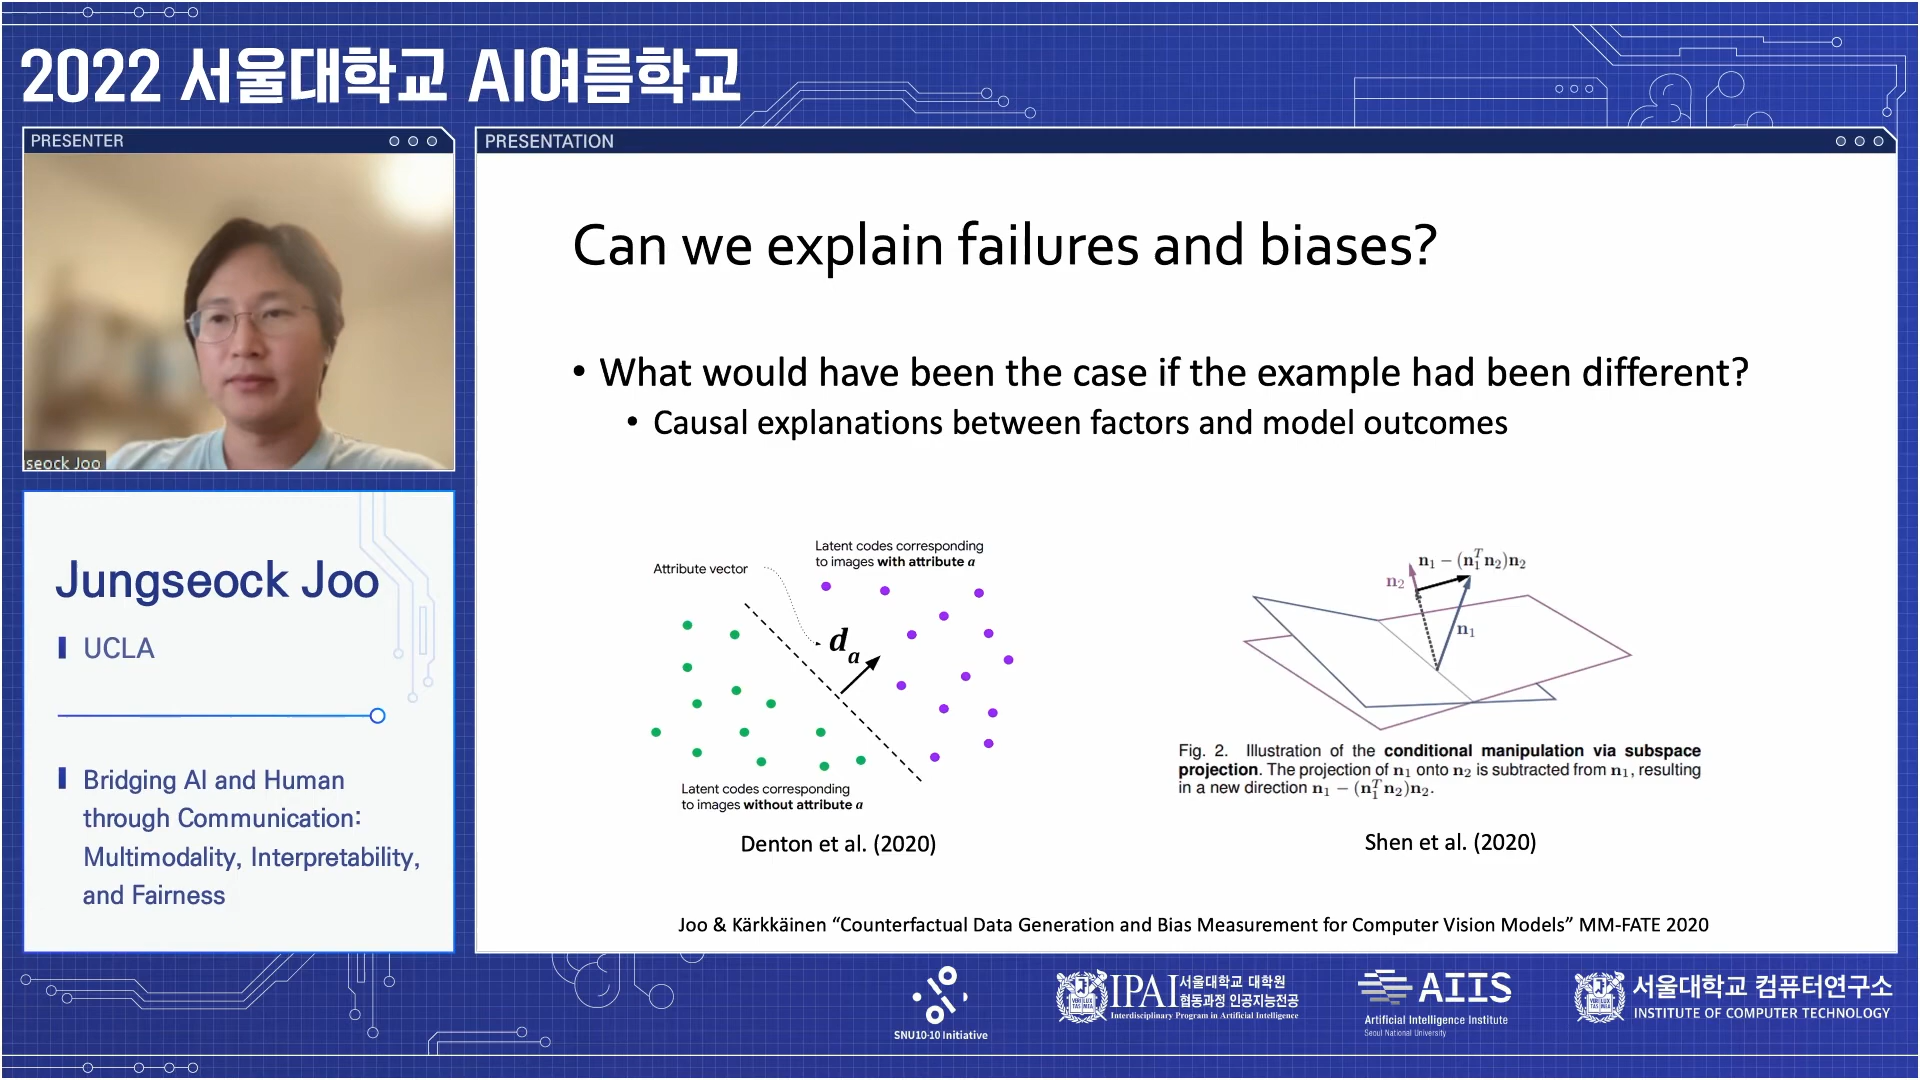 2022 서울대학교 AI여름학교
PRESENTER
seock Joo
Jungseock Joo
UCLA
Bridging AI and Human
through Communication:
Multimodality, Interpretability,
and Fairness
PRESENTATION
Can we explain failures and biases?
• What would have been the case if the example had been different?
• Causal explanations between factors and model outcomes
Latent codes corresponding
to images with attribute a
Attribute vector
d_a
Latent codes corresponding
to images without attribute a
Denton et al. (2020)
n₁ − (n₁ᵀn₂)n₂
n₂
n₁
Fig. 2. Illustration of the conditional manipulation via subspace
projection. The projection of n₁ onto n₂ is subtracted from n₁, resulting
in a new direction n₁ − (n₁ᵀn₂)n₂.
Shen et al. (2020)
Joo & Kärkkäinen “Counterfactual Data Generation and Bias Measurement for Computer Vision Models” MM-FATE 2020
SNU10-10 Initiative
IPAI 서울대학교 대학원
협동과정 인공지능전공
Interdisciplinary Program in Artificial Intelligence
AIIS
Artificial Intelligence Institute
Seoul National University
서울대학교 컴퓨터연구소
INSTITUTE OF COMPUTER TECHNOLOGY